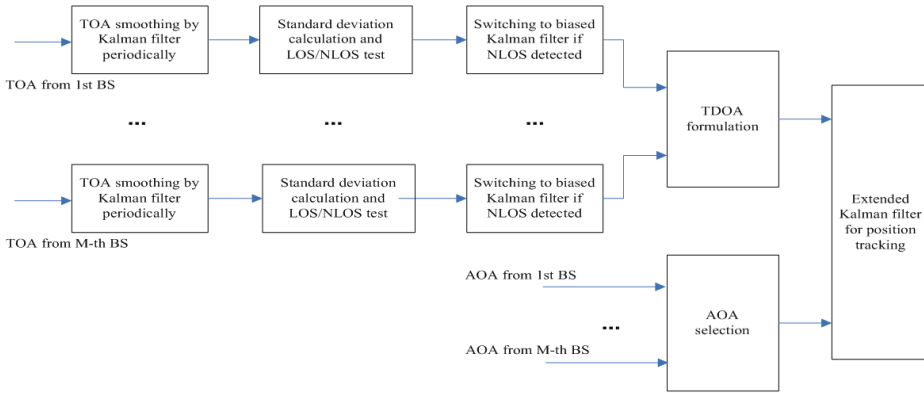 TOA smoothing by
Kalman filter
periodically
Standard deviation
calculation and
LOS/NLOS test
Switching to biased
Kalman filter if
NLOS detected
TOA from 1st BS
...
...
...
TDOA
formulation
TOA smoothing by
Kalman filter
periodically
Standard deviation
calculation and
LOS/NLOS test
Switching to biased
Kalman filter if
NLOS detected
TOA from M-th BS
Extended
Kalman filter
for position
tracking
AOA from 1st BS
...
AOA from M-th BS
AOA
selection